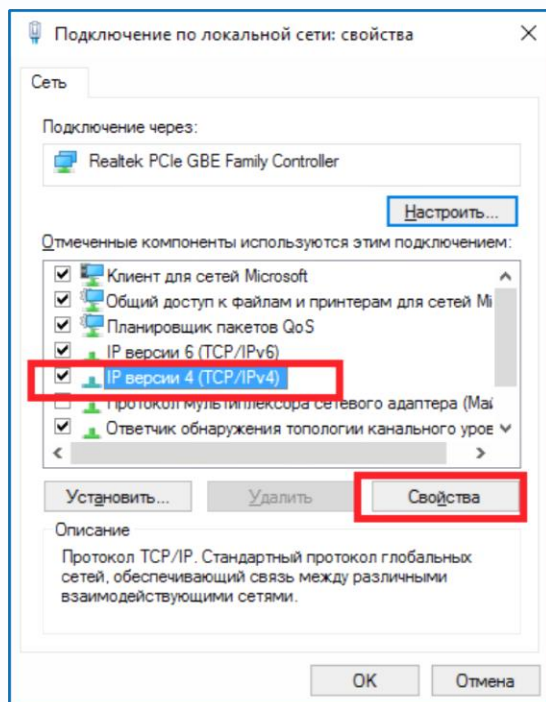 Подключение по локальной сети: свойства
Сеть
Подключение через:
Realtek PCIe GBE Family Controller
Настроить...
Отмеченные компоненты используются этим подключением:
Клиент для сетей Microsoft
Общий доступ к файлам и принтерам для сетей Mi
Планировщик пакетов QoS
IP версии 6 (TCP/IPv6)
IP версии 4 (TCP/IPv4)
Протокол мультиплексора сетевого адаптера (Май
Ответчик обнаружения топологии канального уров
Установить...
Удалить
Свойства
Описание
Протокол TCP/IP. Стандартный протокол глобальных
сетей, обеспечивающий связь между различными
взаимодействующими сетями.
OK
Отмена